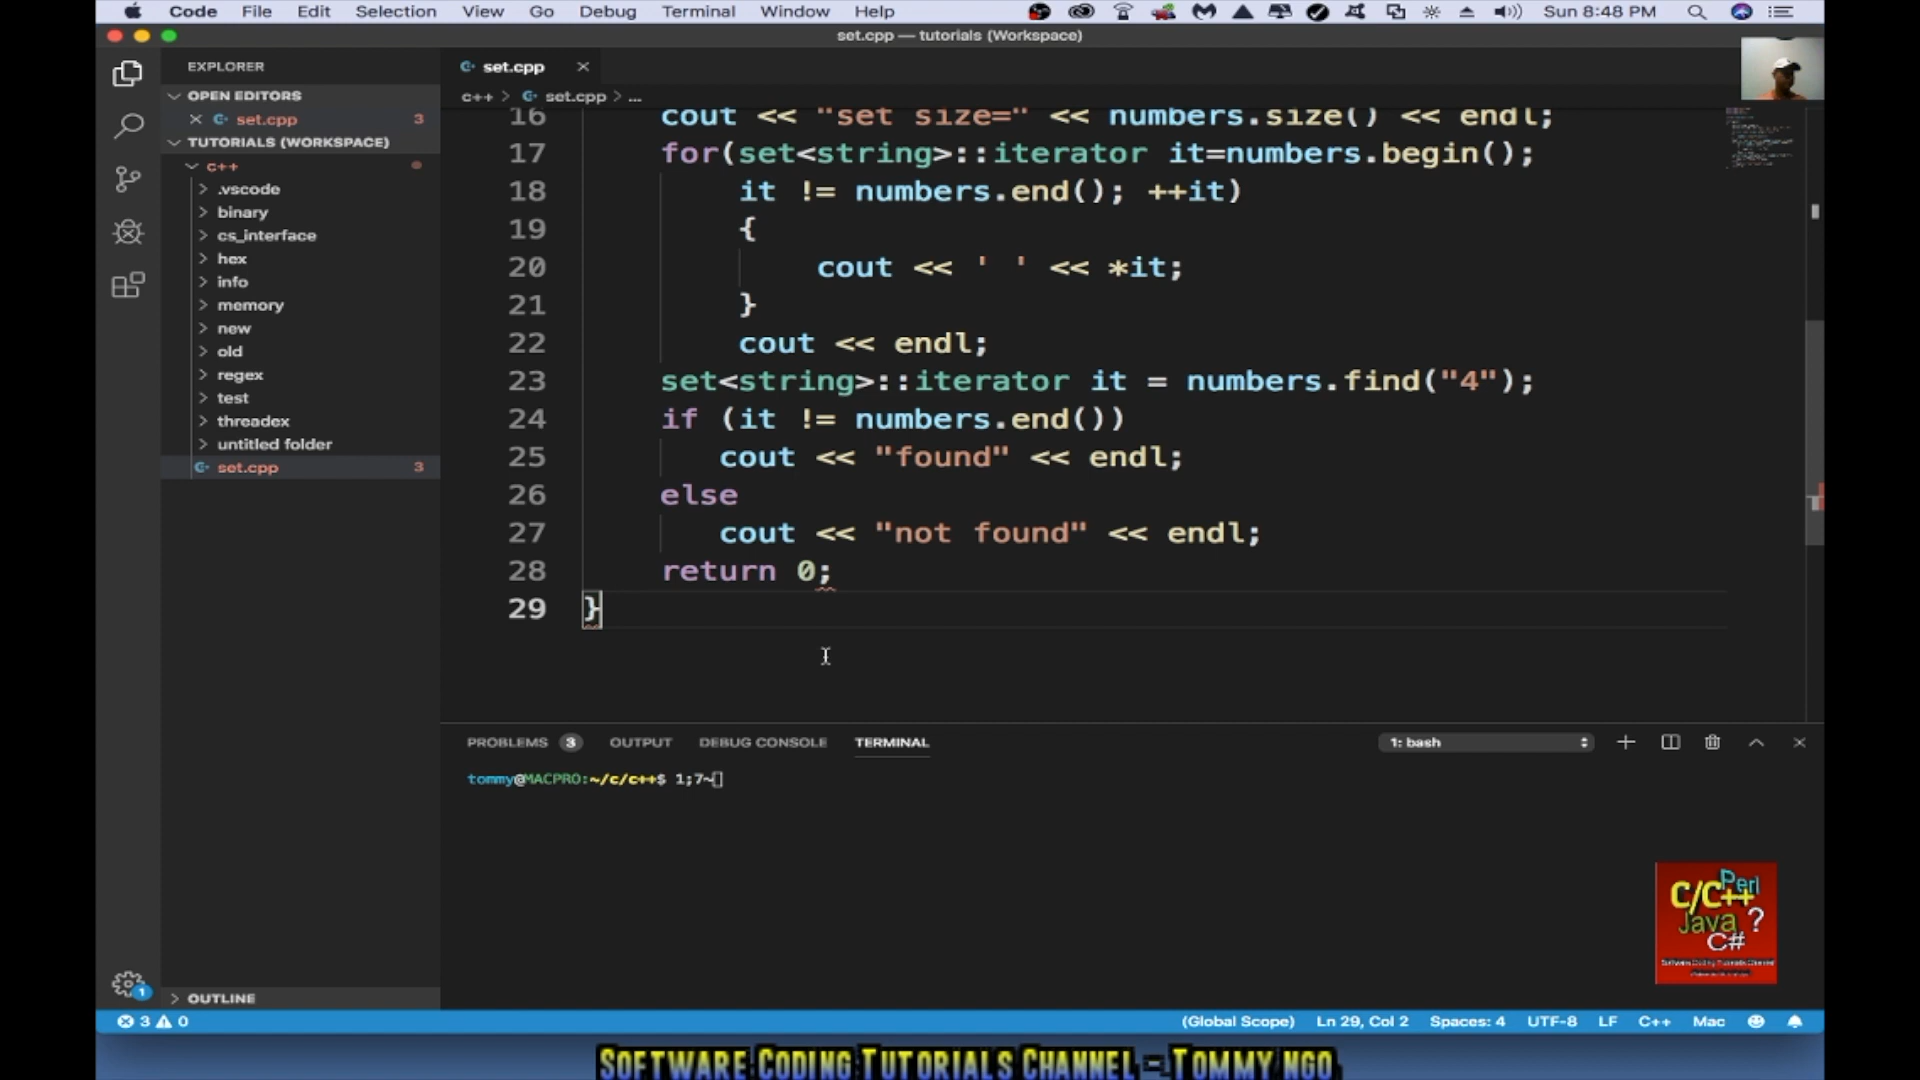 Code File Edit Selection View Go Debug Terminal Window Help Sun 8:48 PM
set.cpp — tutorials (Workspace)
EXPLORER
OPEN EDITORS
set.cpp 3
TUTORIALS (WORKSPACE)
c++
.vscode
binary
cs_interface
hex
info
memory
new
old
regex
test
threadex
untitled folder
set.cpp 3
OUTLINE
set.cpp
c++ > set.cpp > ...
16 cout << "set size=" << numbers.size() << endl;
17 for(set<string>::iterator it=numbers.begin();
18 it != numbers.end(); ++it)
19 {
20 cout << ' ' << *it;
21 }
22 cout << endl;
23 set<string>::iterator it = numbers.find("4");
24 if (it != numbers.end())
25 cout << "found" << endl;
26 else
27 cout << "not found" << endl;
28 return 0;
29 }
PROBLEMS 3 OUTPUT DEBUG CONSOLE TERMINAL 1: bash
tommy@MACPRO:~/c/c++$ 1;7~
C/C++ Perl
Java ?
C#
Software Coding Tutorials Channel
1
3 0 (Global Scope) Ln 29, Col 2 Spaces: 4 UTF-8 LF C++ Mac
SOFTWARE CODING TUTORIALS CHANNEL – TOMMY NGO